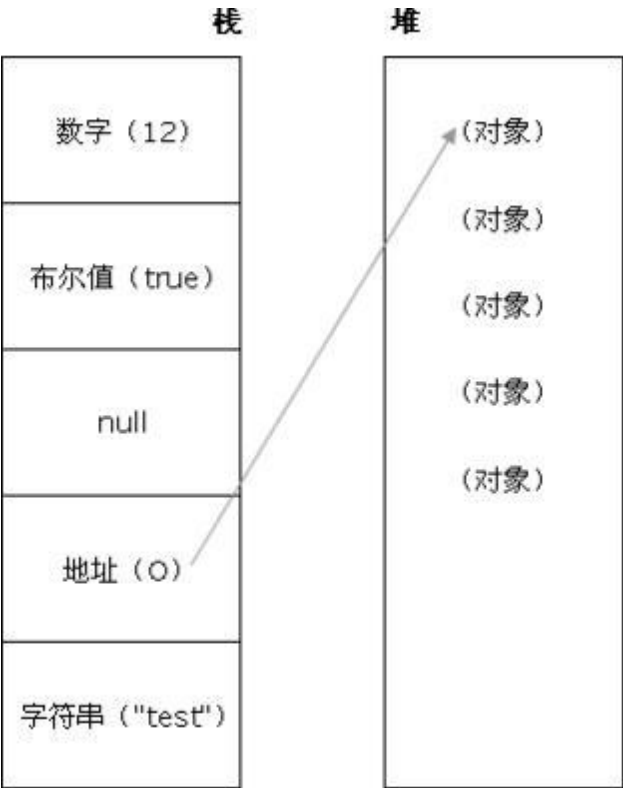 栈 堆
数字（12）
布尔值（true）
null
地址（O）
字符串（"test"）
（对象）
（对象）
（对象）
（对象）
（对象）